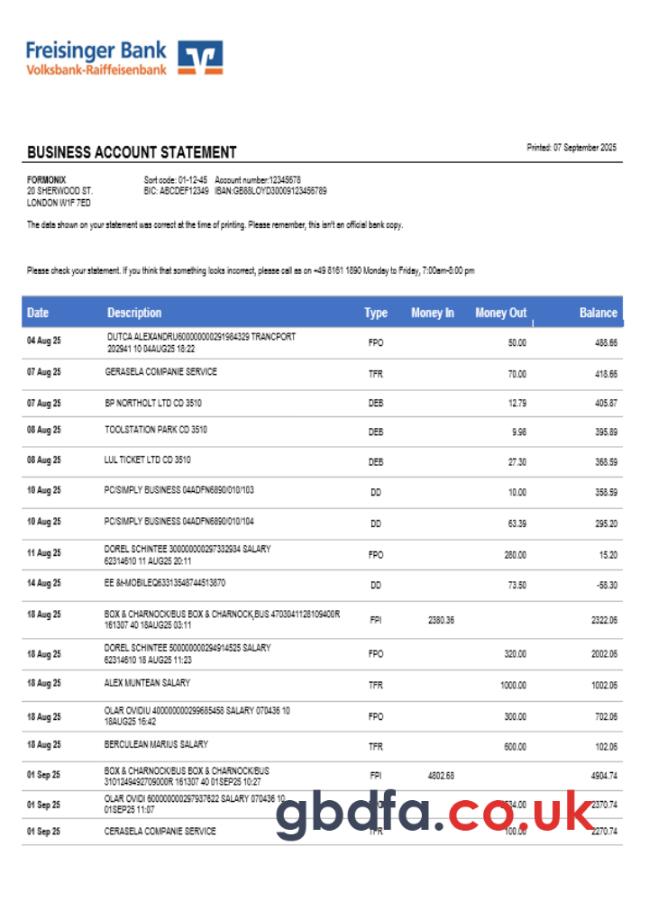 Freisinger Bank
Volksbank-Raiffeisenbank
BUSINESS ACCOUNT STATEMENT
Printed: 07 September 2025
FORMONIX
Sort code: 01-12-45 Account number:12345678
20 SHERWOOD ST.
BIC: ABCDEF12349 IBAN:GB88LOYD30009123456789
LONDON W1F 7ED
The data shown on your statement was correct at the time of printing. Please remember, this isn't an official bank copy.
Please check your statement. If you think that something looks incorrect, please call as on +49 8161 1890 Monday to Friday, 7:00am-8:00 pm
Date Description Type Money In Money Out Balance
04 Aug 25 DUTCA ALEXANDRU600000000291984329 TRANCPORT FPO 50.00 488.66
202941 10 04AUG25 18:22
07 Aug 25 GERASELA COMPANIE SERVICE TFR 70.00 418.66
07 Aug 25 BP NORTHOLT LTD CD 3510 DEB 12.79 405.87
08 Aug 25 TOOLSTATION PARK CD 3510 DEB 9.98 395.89
08 Aug 25 LUL TICKET LTD CD 3510 DEB 27.30 368.59
10 Aug 25 PC/SIMPLY BUSINESS 04ADFN6890/010/103 DD 10.00 358.59
10 Aug 25 PC/SIMPLY BUSINESS 04ADFN6890/010/104 DD 63.39 295.20
11 Aug 25 DOREL SCHINTEE 300000000297332934 SALARY FPO 280.00 15.20
62314610 11 AUG25 20:11
14 Aug 25 EE &t-MOBILEQ63313548744513870 DD 73.50 -58.30
18 Aug 25 BOX & CHARNOCK/BUS BOX & CHARNOCK,BUS 4703041128109400R FPI 2380.36 2322.06
161307 40 18AUG25 03:11
18 Aug 25 DOREL SCHINTEE 500000000294914525 SALARY FPO 320.00 2002.06
62314610 18 AUG25 11:23
18 Aug 25 ALEX MUNTEAN SALARY TFR 1000.00 1002.06
18 Aug 25 OLAR OVIDIU 400000000299685458 SALARY 070436 10 FPO 300.00 702.06
18AUG25 16:42
18 Aug 25 BERCULEAN MARIUS SALARY TFR 600.00 102.06
01 Sep 25 BOX & CHARNOCK/BUS BOX & CHARNOCK/BUS FPI 4802.68 4904.74
3101249492709000R 161307 40 01SEP25 10:27
01 Sep 25 OLAR OVIDI 600000000297937622 SALARY 070436 10 2370.74
01SEP25 11:07
01 Sep 25 CERASELA COMPANIE SERVICE TFR 100.00 2270.74
gbdfa.co.uk